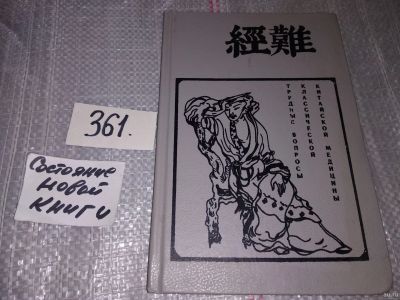 經難
ТРУДНЫЕ ВОПРОСЫ
КЛАССИЧЕСКОЙ
КИТАЙСКОЙ МЕДИЦИНЫ
361.
Состояние
новой
книги